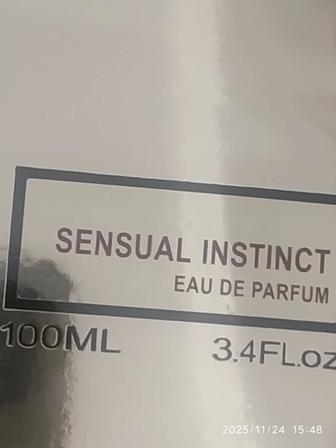 SENSUAL INSTINCT
EAU DE PARFUM
100ML 3.4FL.oz
2025/11/24 15:48